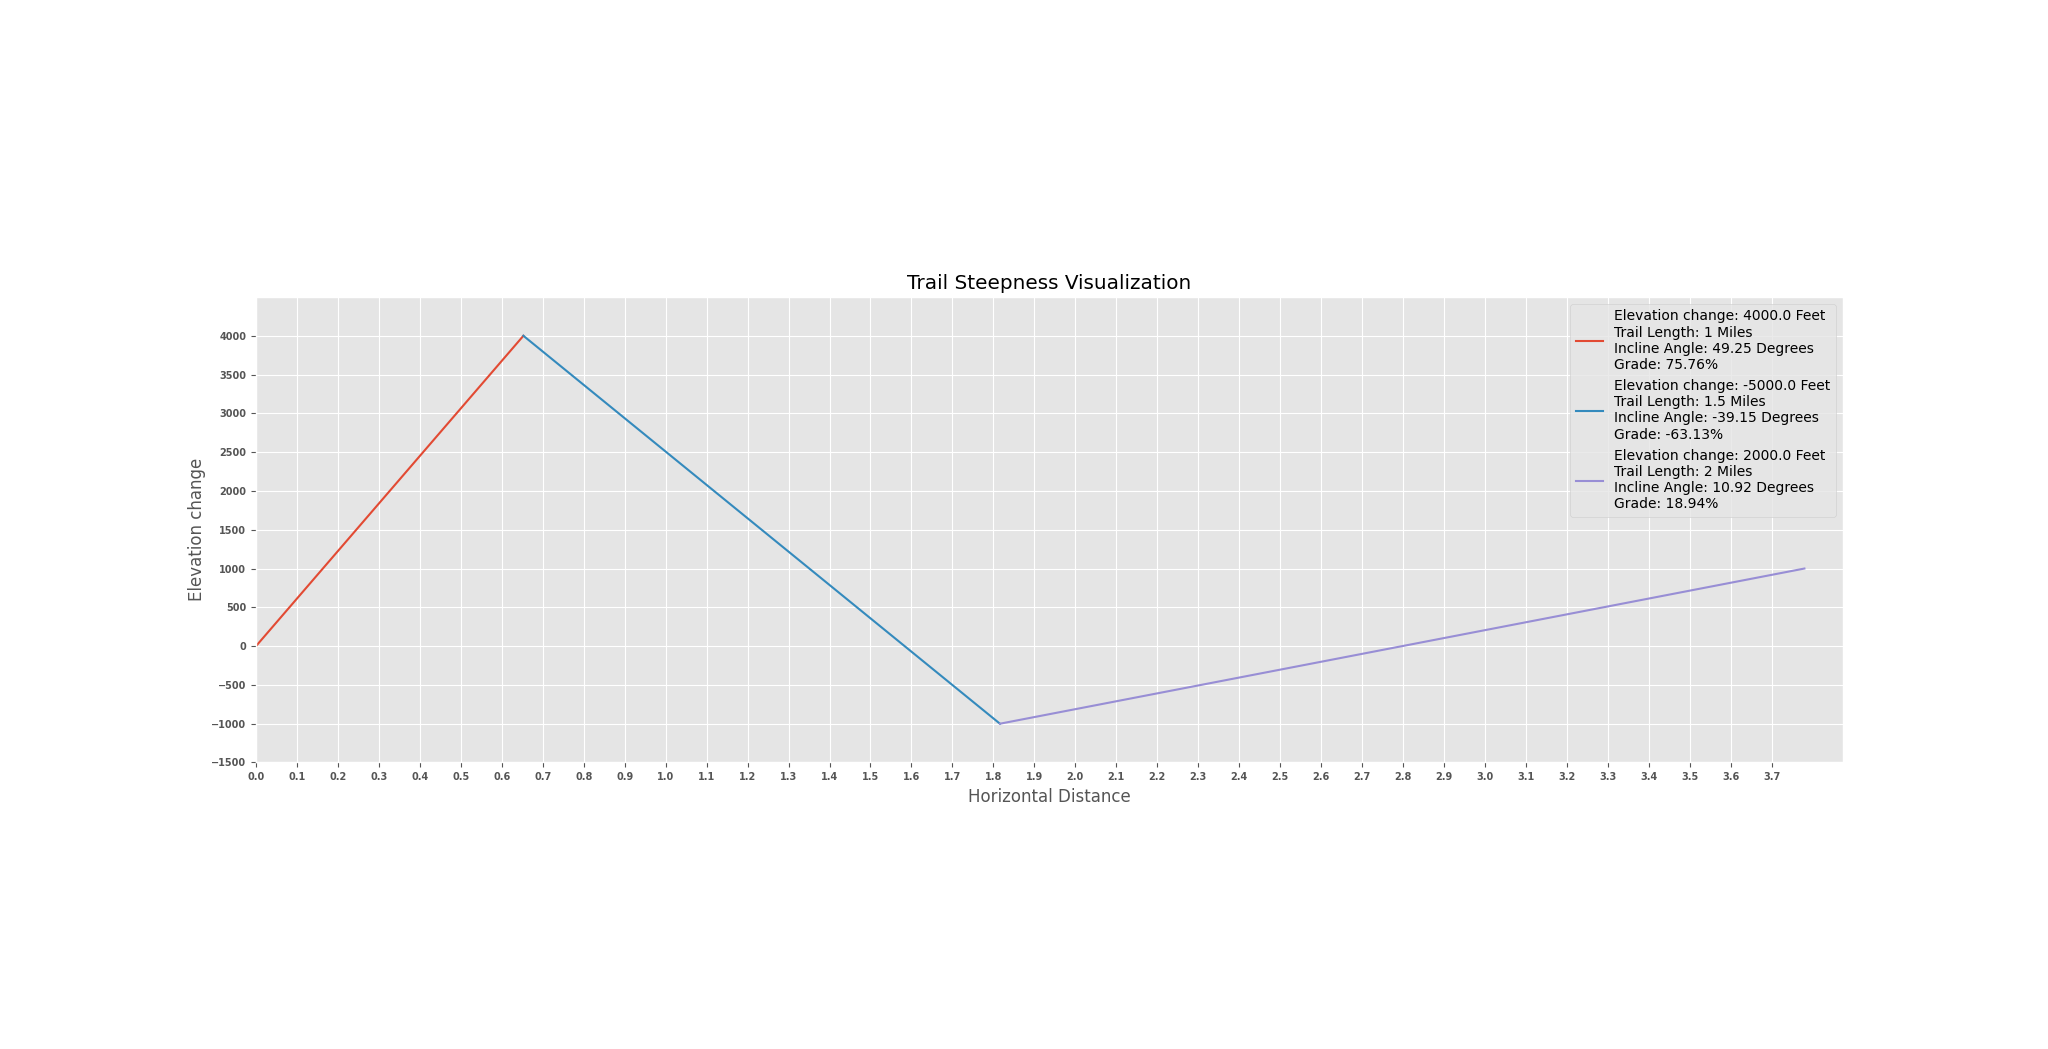 Trail Steepness Visualization
Elevation change: 4000.0 Feet
Trail Length: 1 Miles
Incline Angle: 49.25 Degrees
Grade: 75.76%
Elevation change: -5000.0 Feet
Trail Length: 1.5 Miles
Incline Angle: -39.15 Degrees
Grade: -63.13%
Elevation change: 2000.0 Feet
Trail Length: 2 Miles
Incline Angle: 10.92 Degrees
Grade: 18.94%
Elevation change
4000
3500
3000
2500
2000
1500
1000
500
0
−500
−1000
−1500
0.0 0.1 0.2 0.3 0.4 0.5 0.6 0.7 0.8 0.9 1.0 1.1 1.2 1.3 1.4 1.5 1.6 1.7 1.8 1.9 2.0 2.1 2.2 2.3 2.4 2.5 2.6 2.7 2.8 2.9 3.0 3.1 3.2 3.3 3.4 3.5 3.6 3.7
Horizontal Distance